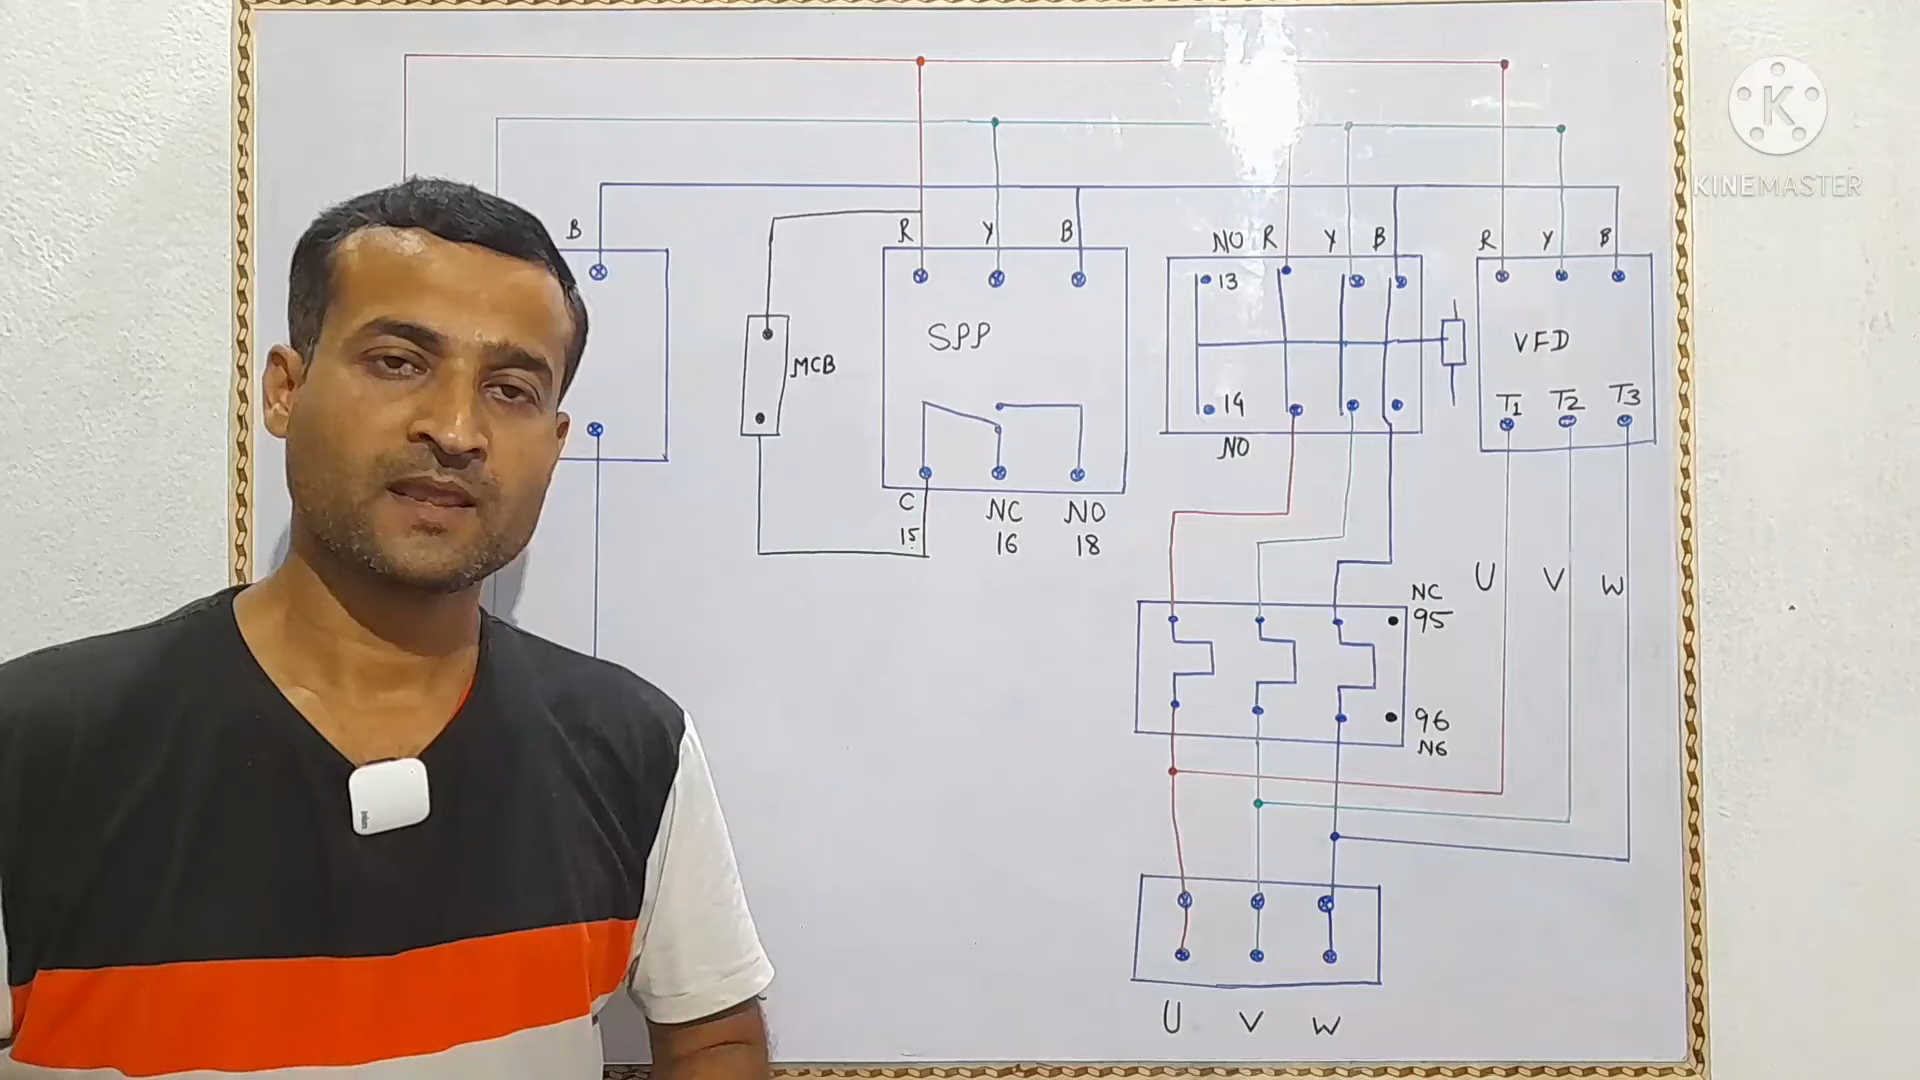 KINEMASTER
B
R Y B
NO R Y B
R Y B
13
SPP
VFD
MCB
14
T1 T2 T3
NO
C NC NO
15 16 18
U V W
NC
95
96
N6
U V W